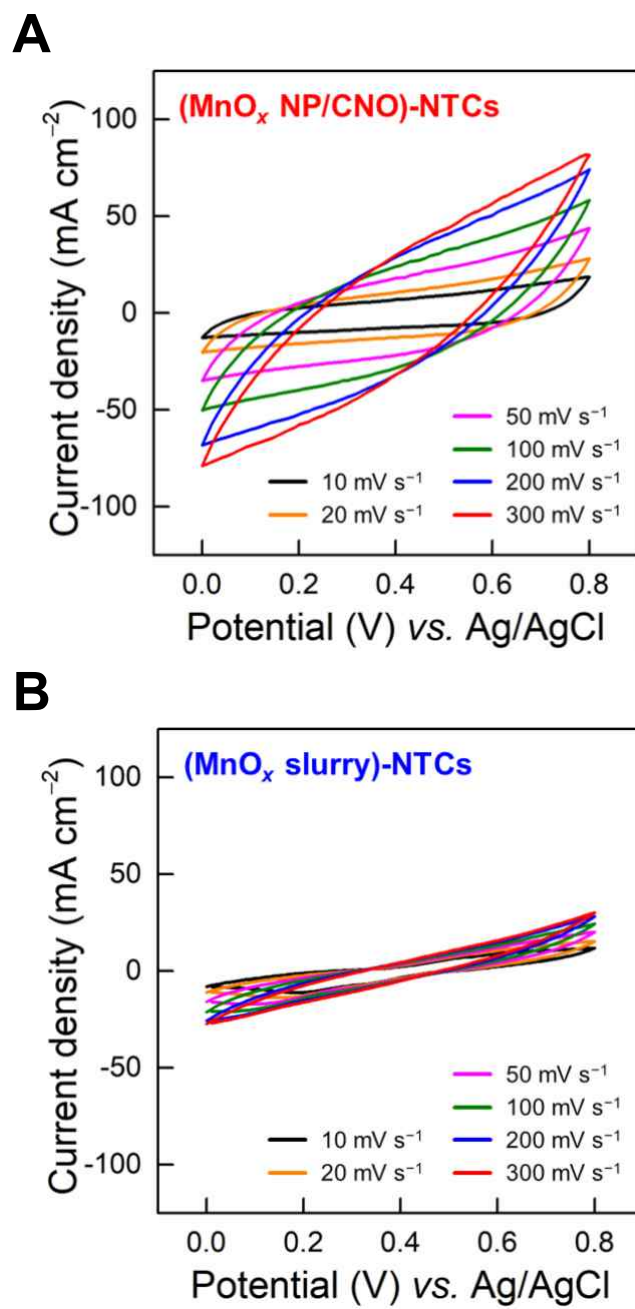 A
(MnOₓ NP/CNO)-NTCs
Current density (mA cm⁻²)
100
50
0
-50
-100
50 mV s⁻¹
100 mV s⁻¹
10 mV s⁻¹
200 mV s⁻¹
20 mV s⁻¹
300 mV s⁻¹
0.0 0.2 0.4 0.6 0.8
Potential (V) vs. Ag/AgCl
B
(MnOₓ slurry)-NTCs
Current density (mA cm⁻²)
100
50
0
-50
-100
50 mV s⁻¹
100 mV s⁻¹
10 mV s⁻¹
200 mV s⁻¹
20 mV s⁻¹
300 mV s⁻¹
0.0 0.2 0.4 0.6 0.8
Potential (V) vs. Ag/AgCl